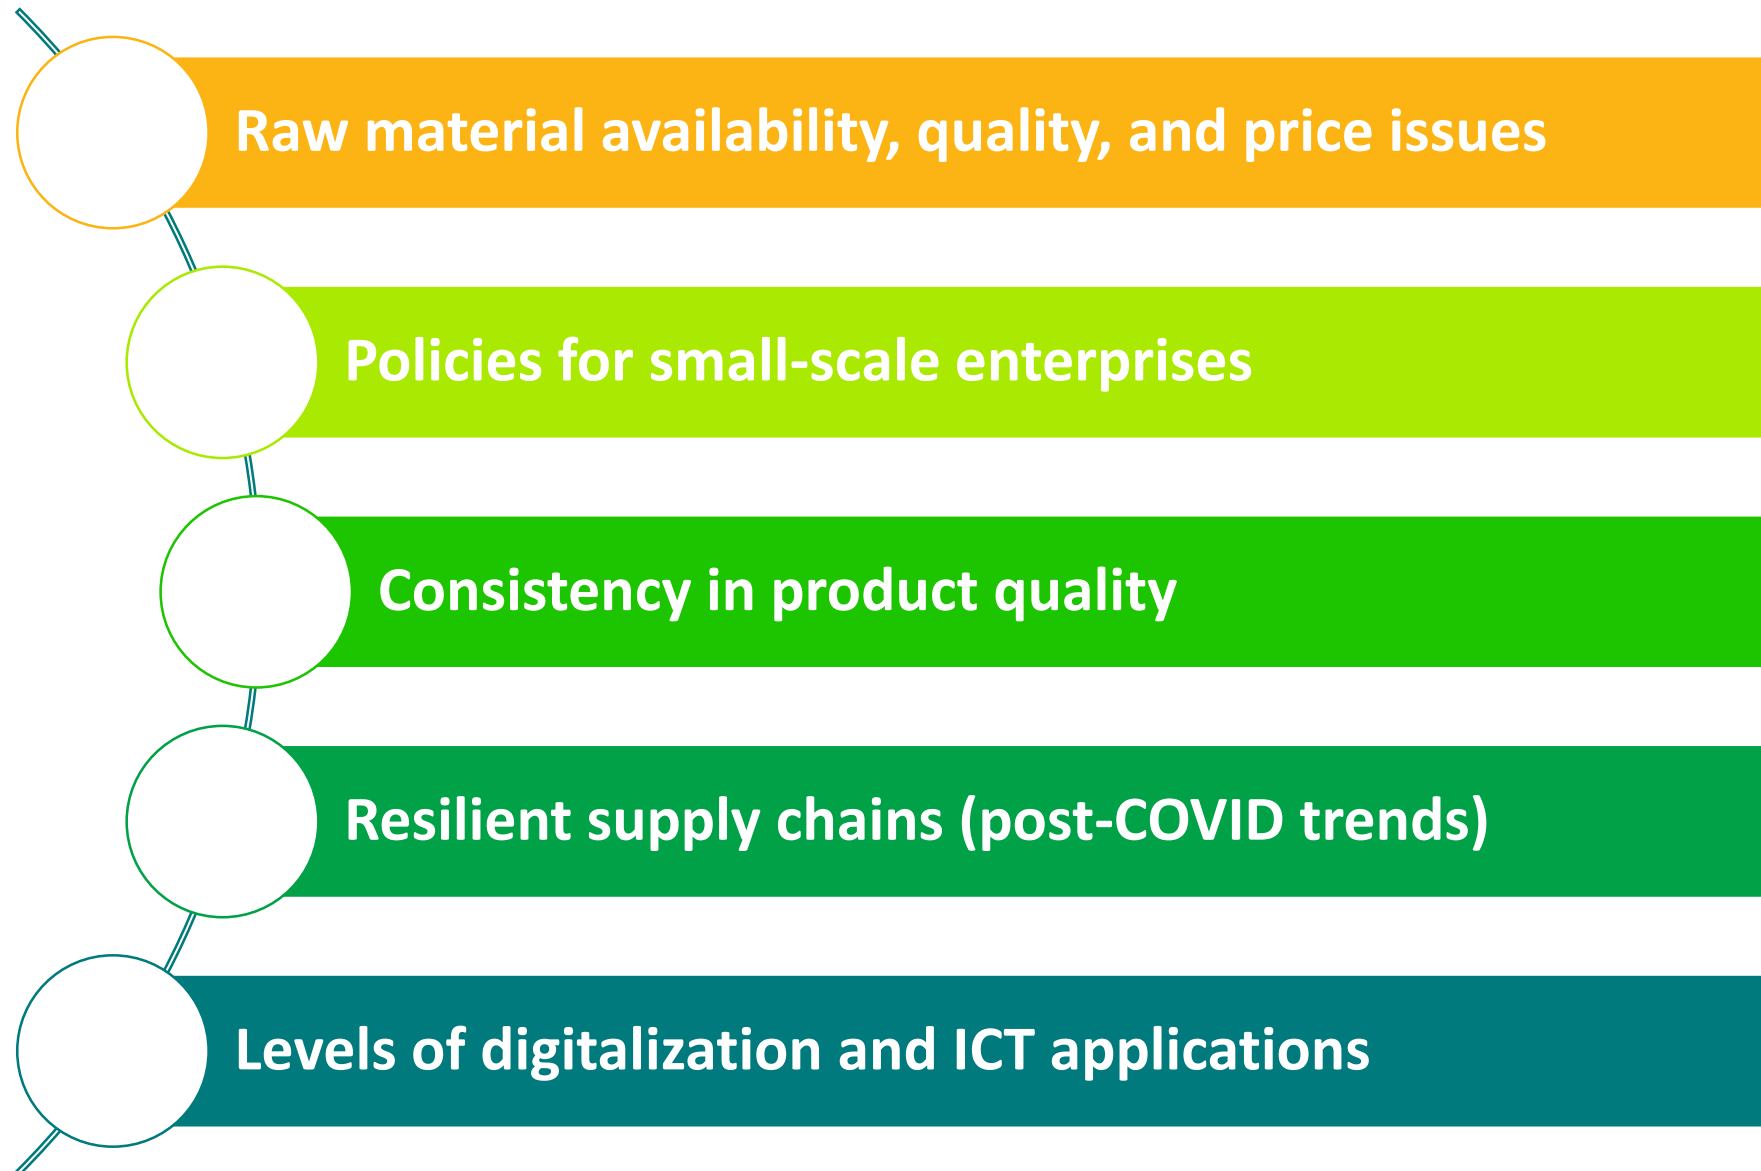 Raw material availability, quality, and price issues
Policies for small-scale enterprises
Consistency in product quality
Resilient supply chains (post-COVID trends)
Levels of digitalization and ICT applications